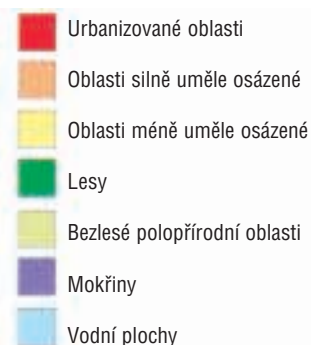 Urbanizované oblasti
Oblasti silně uměle osázené
Oblasti méně uměle osázené
Lesy
Bezlesé polopřírodní oblasti
Mokřiny
Vodní plochy